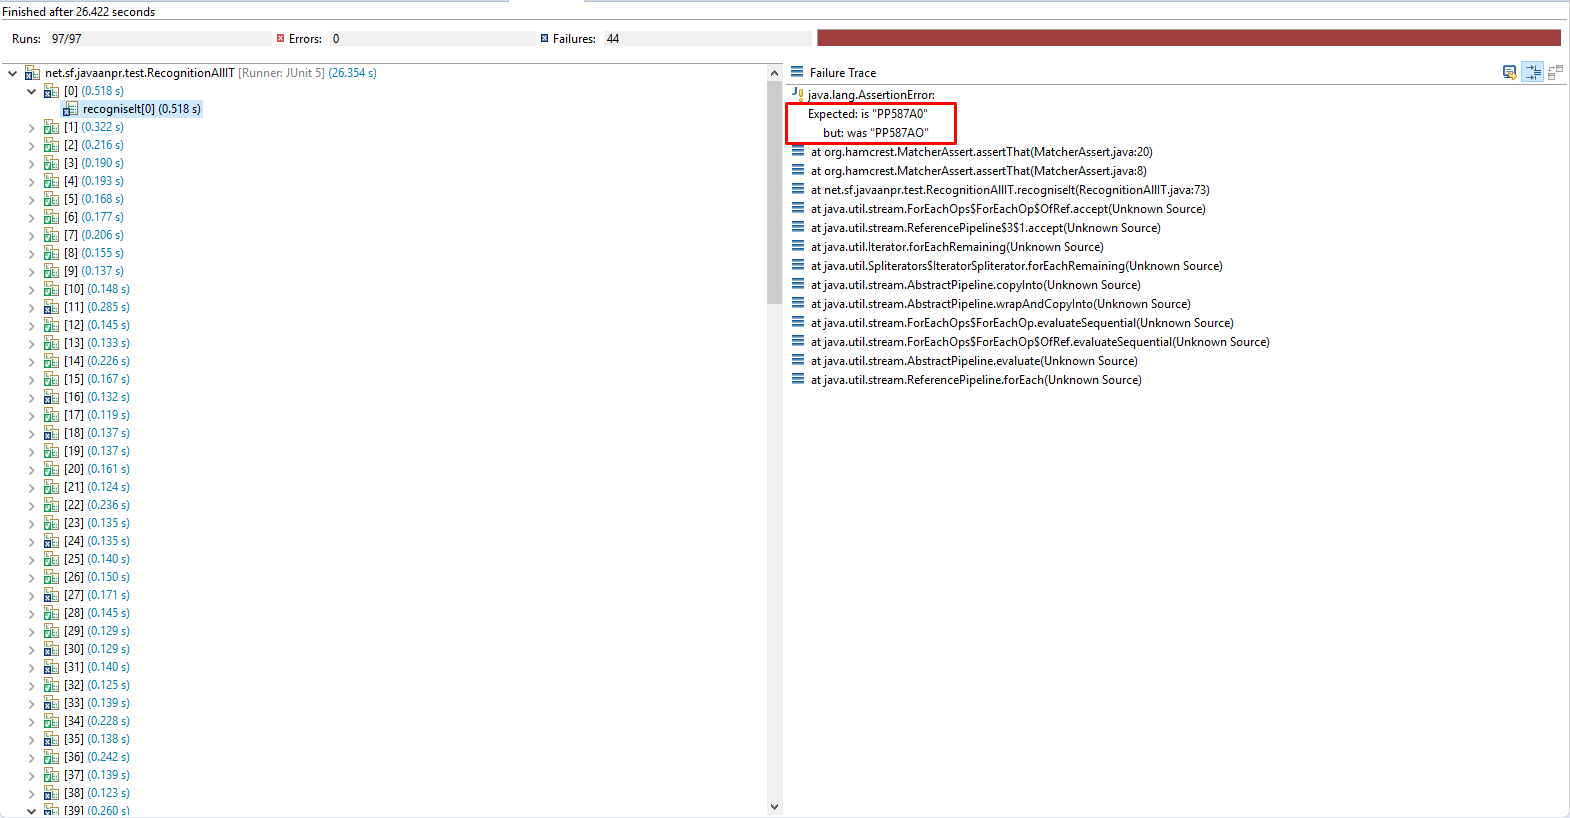 Finished after 26.422 seconds
Runs: 97/97 Errors: 0 Failures: 44
net.sf.javaanpr.test.RecognitionAllIT [Runner: JUnit 5] (26.354 s)
[0] (0.518 s)
recogniseIt[0] (0.518 s)
[1] (0.322 s)
[2] (0.216 s)
[3] (0.190 s)
[4] (0.193 s)
[5] (0.168 s)
[6] (0.177 s)
[7] (0.206 s)
[8] (0.155 s)
[9] (0.137 s)
[10] (0.148 s)
[11] (0.285 s)
[12] (0.145 s)
[13] (0.133 s)
[14] (0.226 s)
[15] (0.167 s)
[16] (0.132 s)
[17] (0.119 s)
[18] (0.137 s)
[19] (0.137 s)
[20] (0.161 s)
[21] (0.124 s)
[22] (0.236 s)
[23] (0.135 s)
[24] (0.135 s)
[25] (0.140 s)
[26] (0.150 s)
[27] (0.171 s)
[28] (0.145 s)
[29] (0.129 s)
[30] (0.129 s)
[31] (0.140 s)
[32] (0.125 s)
[33] (0.139 s)
[34] (0.228 s)
[35] (0.138 s)
[36] (0.242 s)
[37] (0.139 s)
[38] (0.123 s)
[39] (0.260 s)
Failure Trace
java.lang.AssertionError:
Expected: is "PP587A0"
but: was "PP587AO"
at org.hamcrest.MatcherAssert.assertThat(MatcherAssert.java:20)
at org.hamcrest.MatcherAssert.assertThat(MatcherAssert.java:8)
at net.sf.javaanpr.test.RecognitionAllIT.recogniseIt(RecognitionAllIT.java:73)
at java.util.stream.ForEachOps$ForEachOp$OfRef.accept(Unknown Source)
at java.util.stream.ReferencePipeline$3$1.accept(Unknown Source)
at java.util.Iterator.forEachRemaining(Unknown Source)
at java.util.Spliterators$IteratorSpliterator.forEachRemaining(Unknown Source)
at java.util.stream.AbstractPipeline.copyInto(Unknown Source)
at java.util.stream.AbstractPipeline.wrapAndCopyInto(Unknown Source)
at java.util.stream.ForEachOps$ForEachOp.evaluateSequential(Unknown Source)
at java.util.stream.ForEachOps$ForEachOp$OfRef.evaluateSequential(Unknown Source)
at java.util.stream.AbstractPipeline.evaluate(Unknown Source)
at java.util.stream.ReferencePipeline.forEach(Unknown Source)